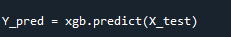 Y_pred = xgb.predict(X_test)